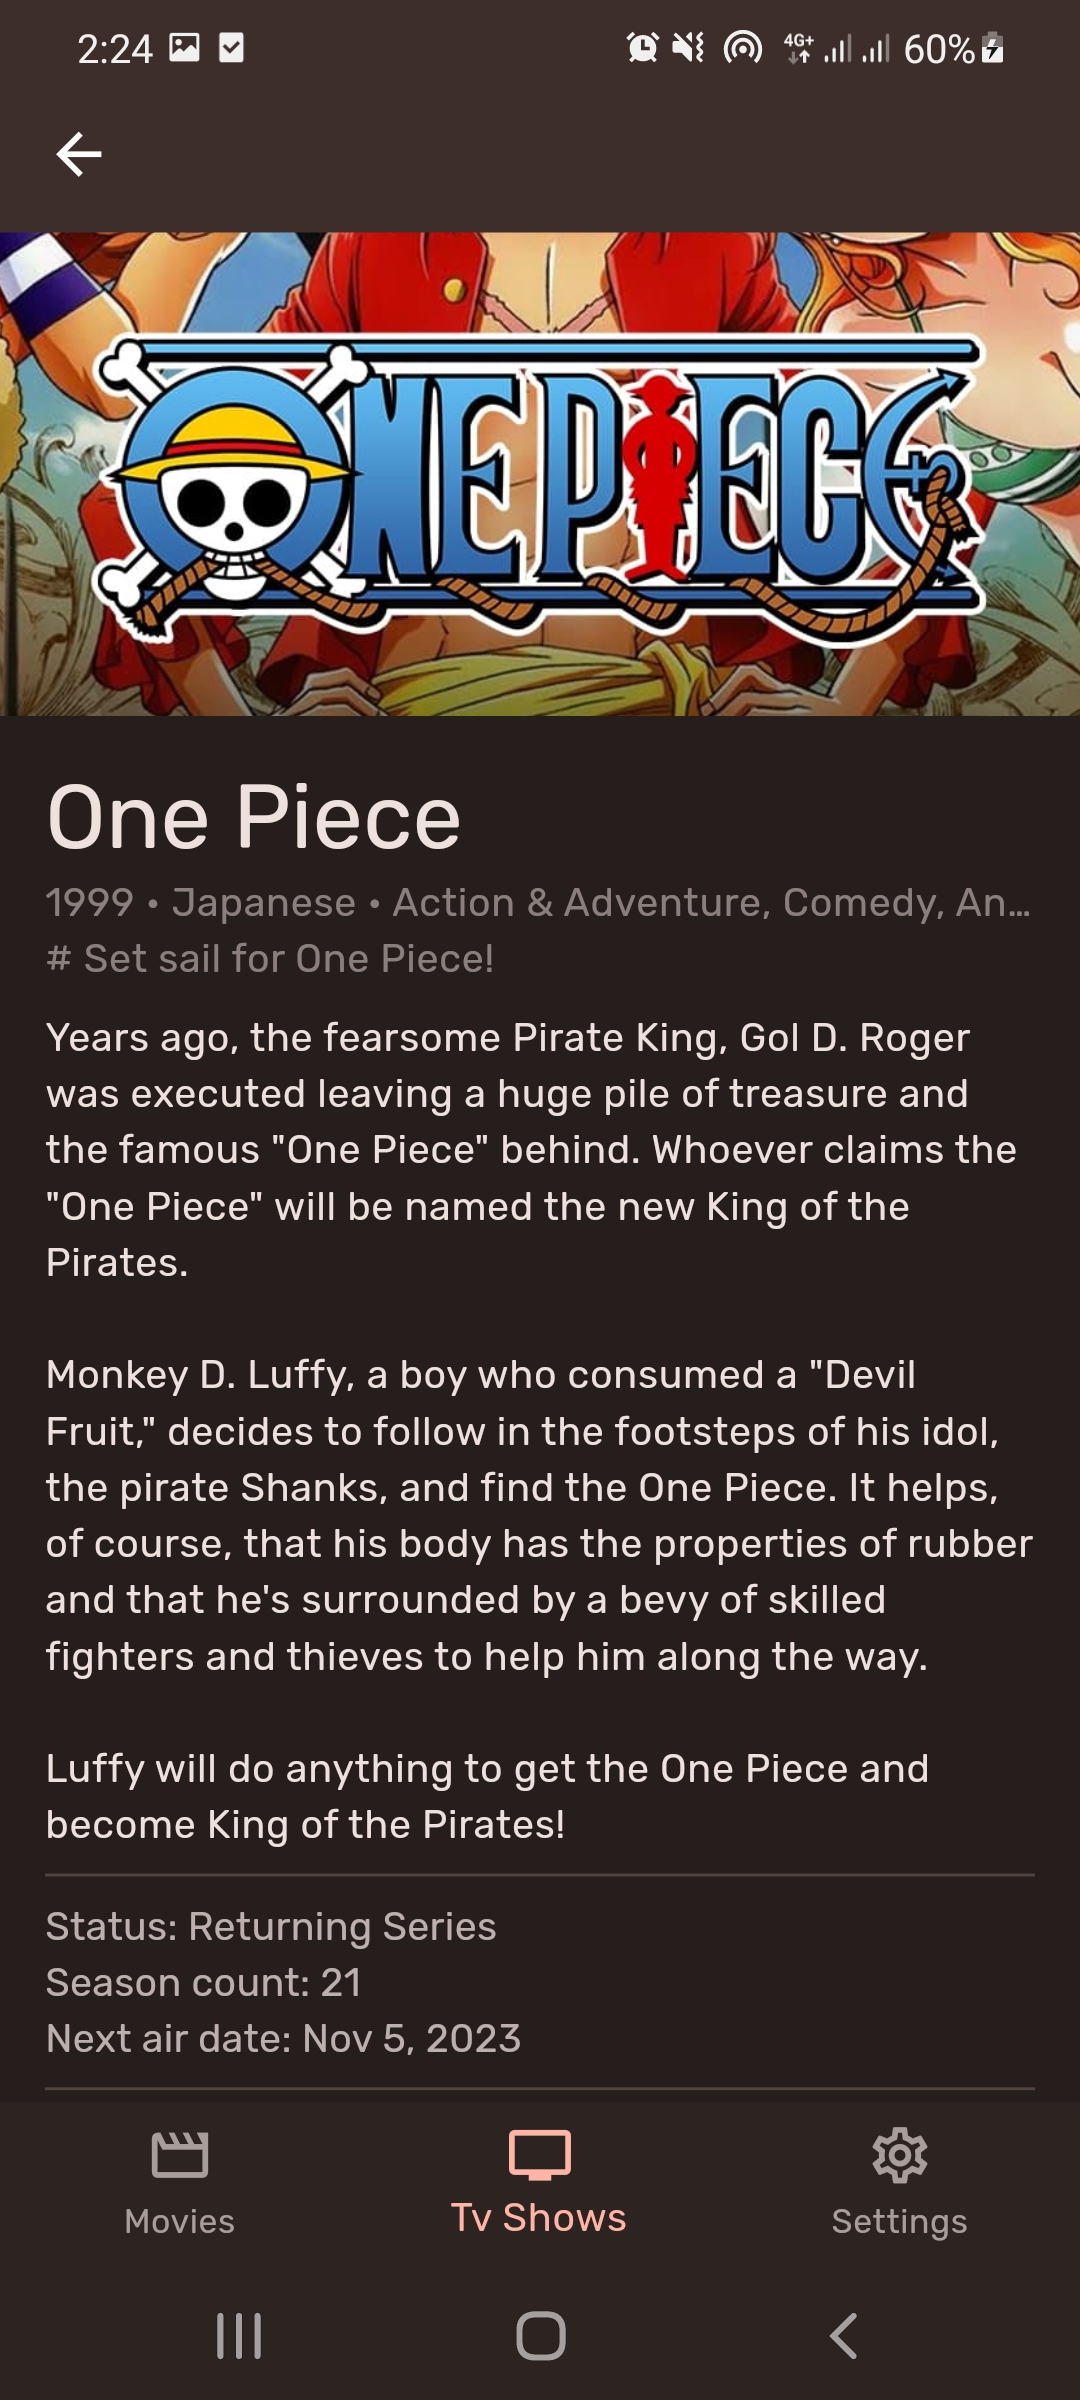 2:24
4G+
60%
ONE PIECE
One Piece
1999 • Japanese • Action & Adventure, Comedy, An...
# Set sail for One Piece!
Years ago, the fearsome Pirate King, Gol D. Roger
was executed leaving a huge pile of treasure and
the famous "One Piece" behind. Whoever claims the
"One Piece" will be named the new King of the
Pirates.
Monkey D. Luffy, a boy who consumed a "Devil
Fruit," decides to follow in the footsteps of his idol,
the pirate Shanks, and find the One Piece. It helps,
of course, that his body has the properties of rubber
and that he's surrounded by a bevy of skilled
fighters and thieves to help him along the way.
Luffy will do anything to get the One Piece and
become King of the Pirates!
Status: Returning Series
Season count: 21
Next air date: Nov 5, 2023
Movies
Tv Shows
Settings